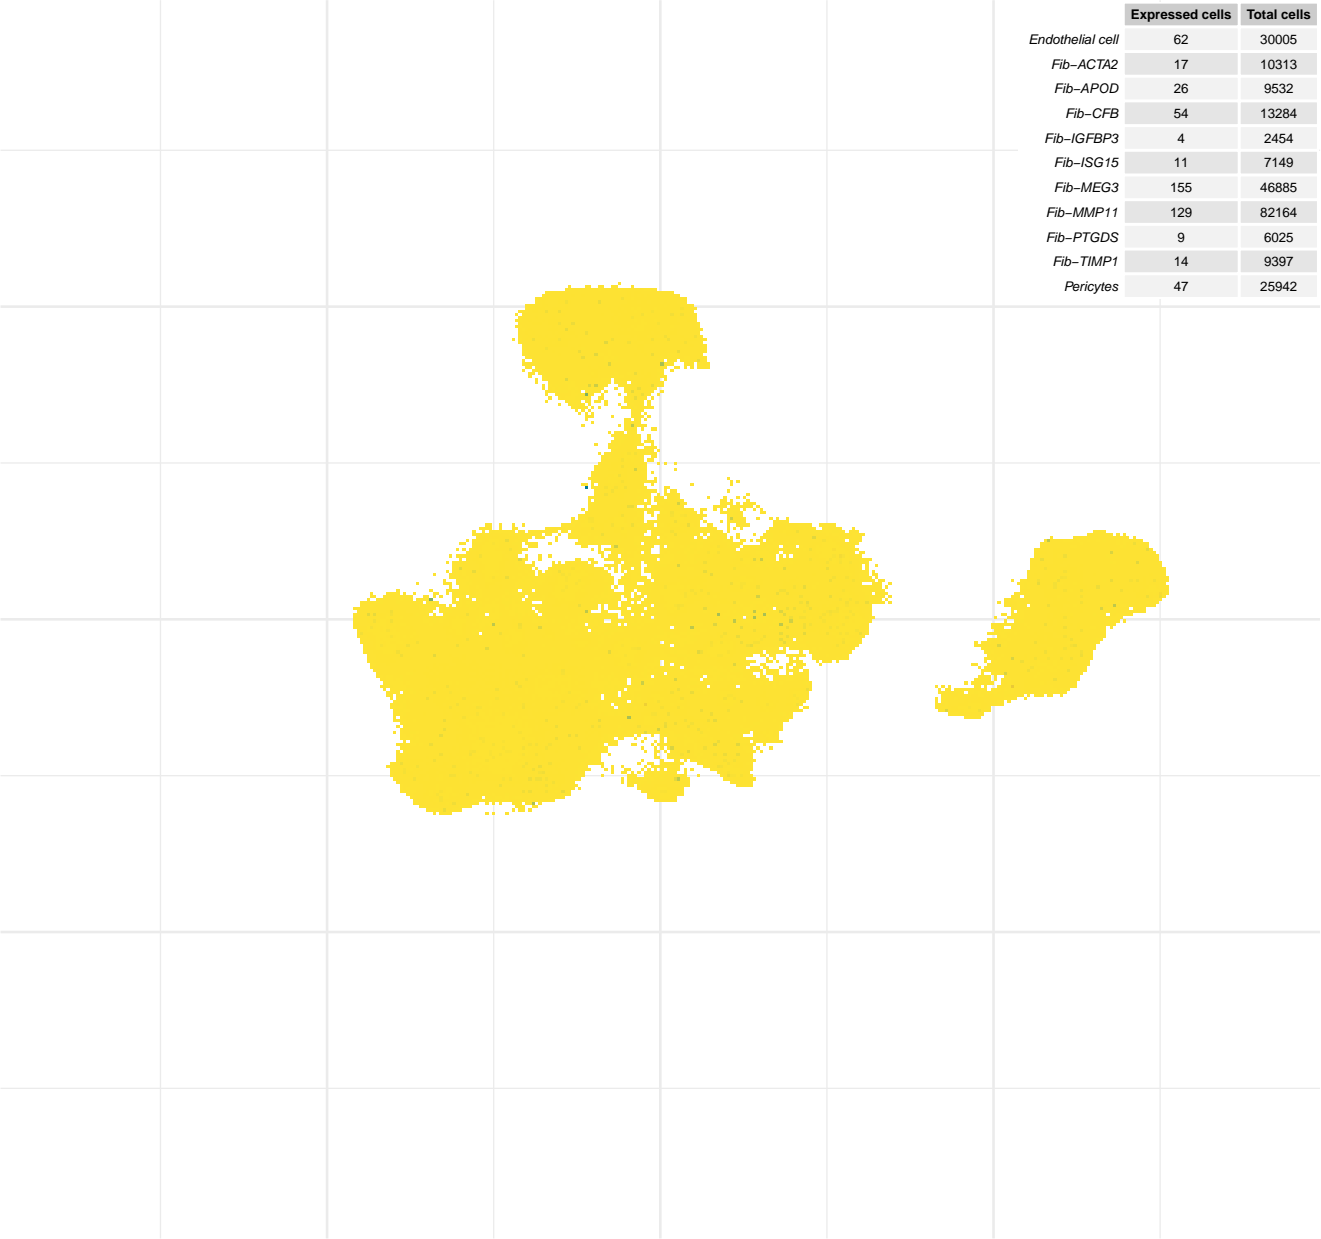 Expressed cells Total cells
Endothelial cell 62 30005
Fib−ACTA2 17 10313
Fib−APOD 26 9532
Fib−CFB 54 13284
Fib−IGFBP3 4 2454
Fib−ISG15 11 7149
Fib−MEG3 155 46885
Fib−MMP11 129 82164
Fib−PTGDS 9 6025
Fib−TIMP1 14 9397
Pericytes 47 25942